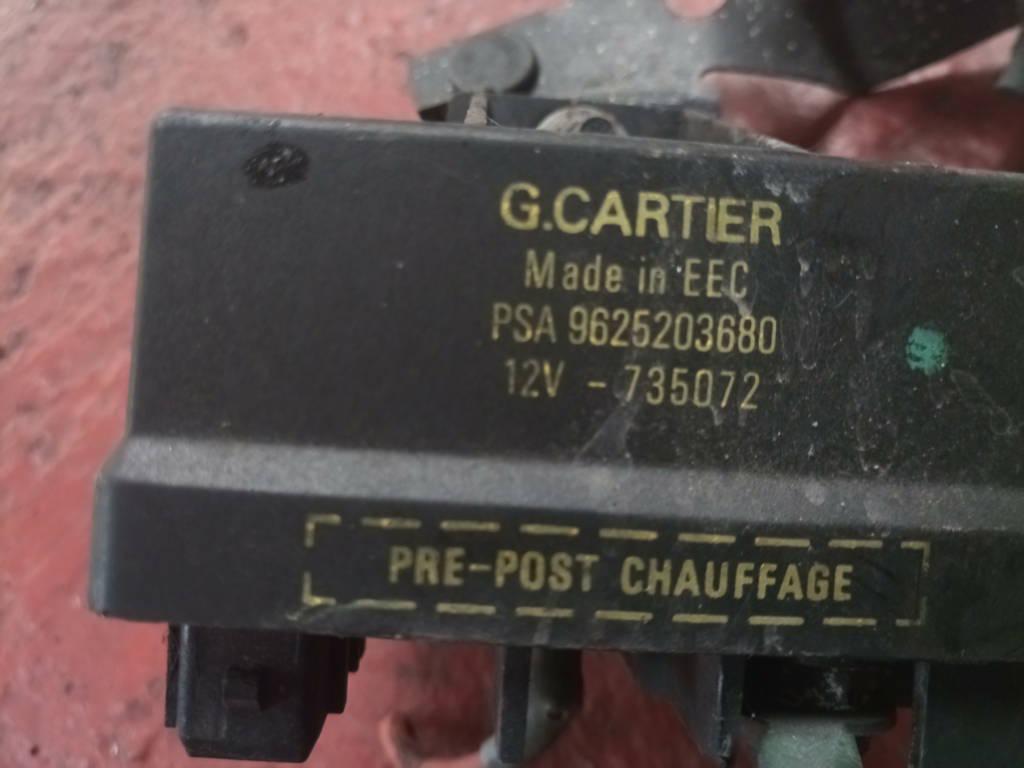 G.CARTIER
Made in EEC
PSA 9625203680
12V - 735072
PRE-POST CHAUFFAGE